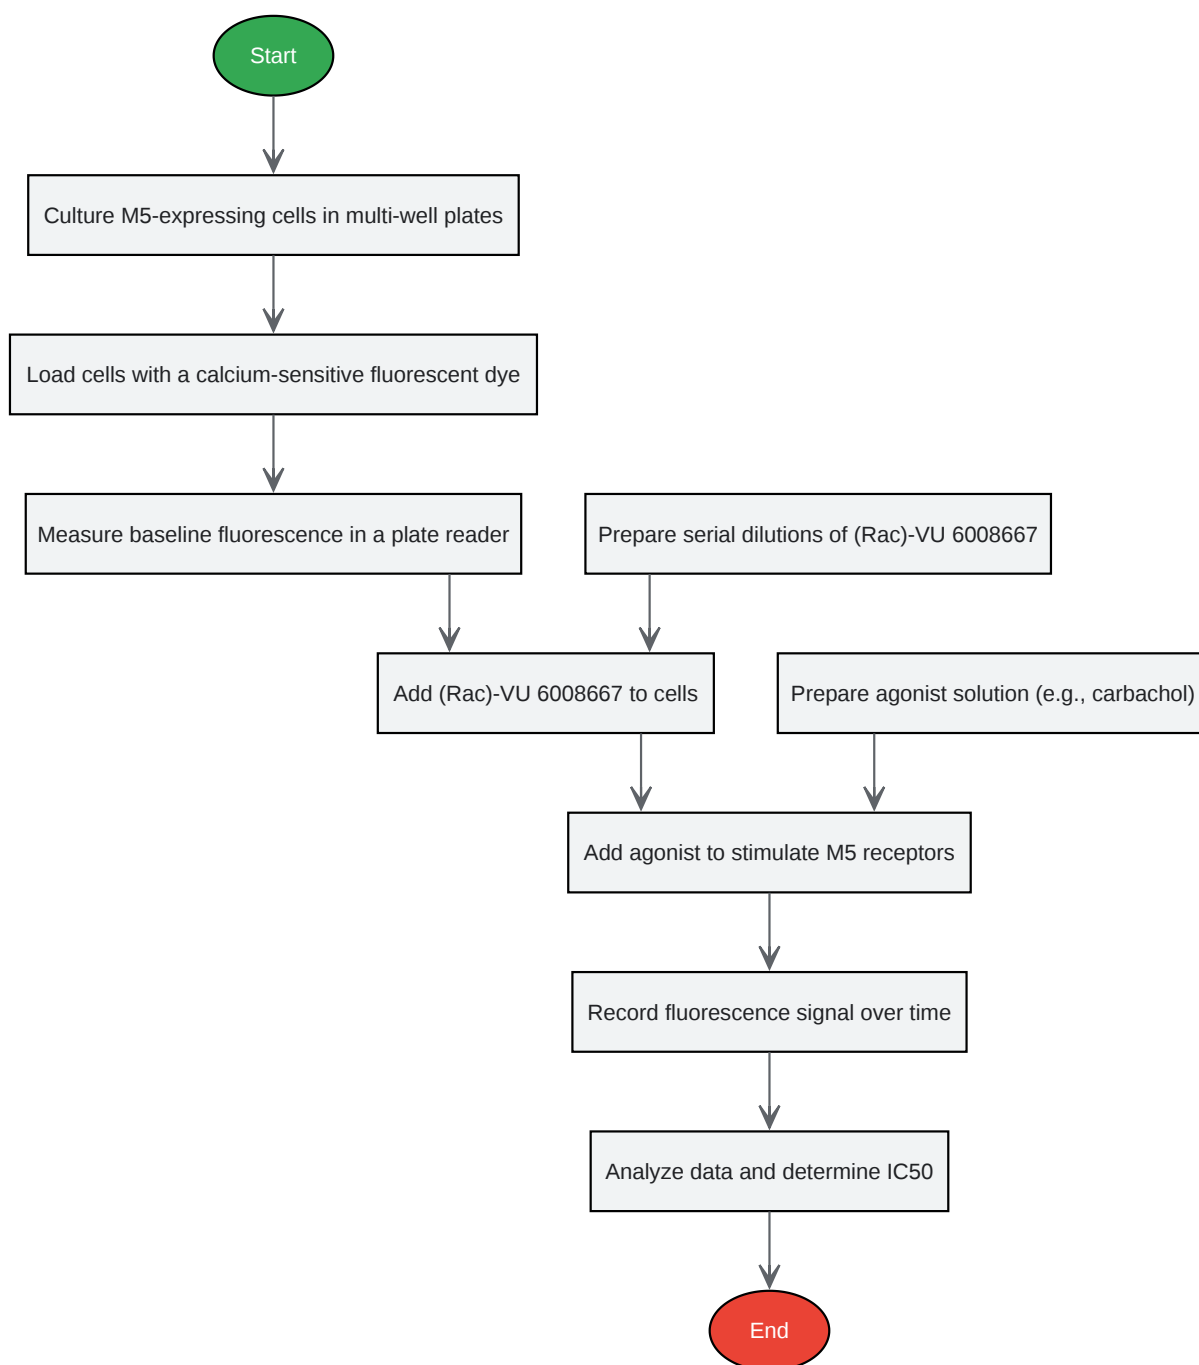 Start
Culture M5-expressing cells in multi-well plates
Load cells with a calcium-sensitive fluorescent dye
Measure baseline fluorescence in a plate reader
Prepare serial dilutions of (Rac)-VU 6008667
Add (Rac)-VU 6008667 to cells
Prepare agonist solution (e.g., carbachol)
Add agonist to stimulate M5 receptors
Record fluorescence signal over time
Analyze data and determine IC50
End